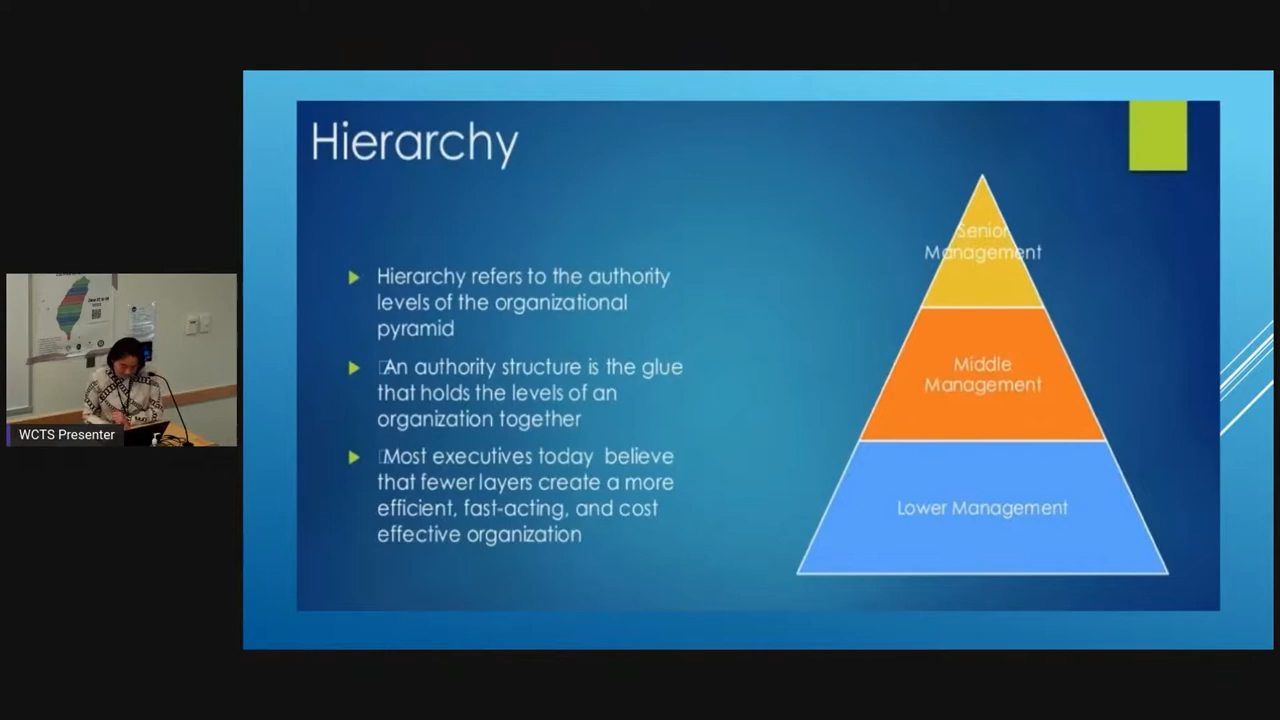 Hierarchy
Hierarchy refers to the authority
levels of the organizational
pyramid
An authority structure is the glue
that holds the levels of an
organization together
Most executives today believe
that fewer layers create a more
efficient, fast-acting, and cost
effective organization
Senior
Management
Middle
Management
Lower Management
WCTS Presenter